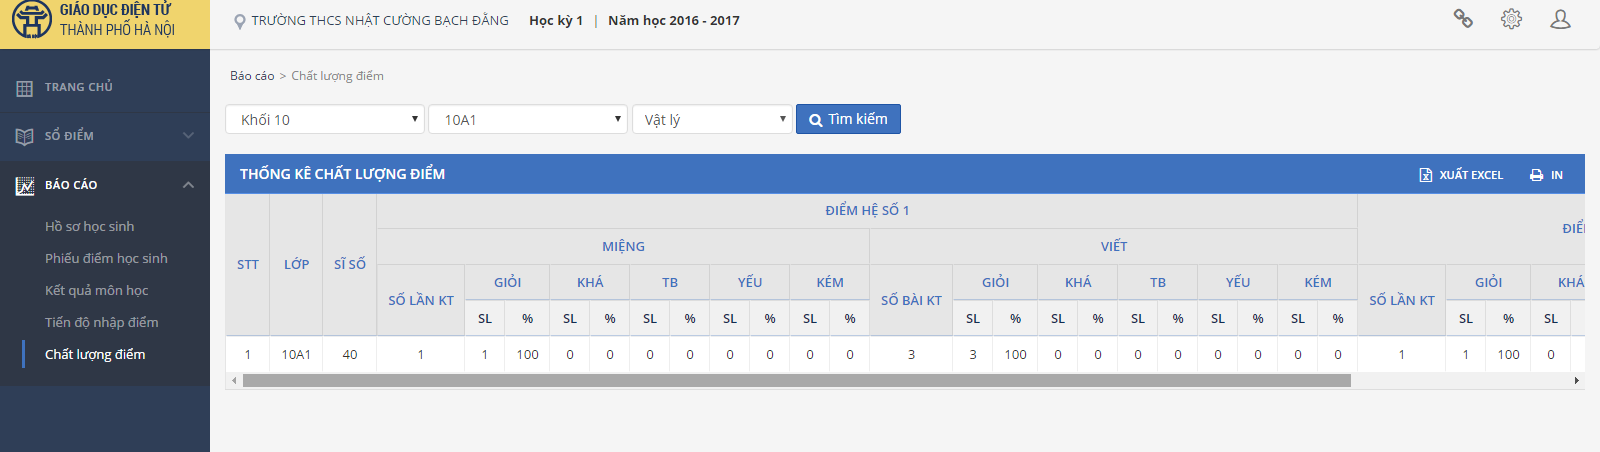 GIÁO DỤC ĐIỆN TỬ
THÀNH PHỐ HÀ NỘI
TRƯỜNG THCS NHẬT CƯỜNG BẠCH ĐẰNG Học kỳ 1 | Năm học 2016 - 2017
TRANG CHỦ
SỔ ĐIỂM
BÁO CÁO
Hồ sơ học sinh
Phiếu điểm học sinh
Kết quả môn học
Tiến độ nhập điểm
Chất lượng điểm
Báo cáo > Chất lượng điểm
Khối 10 10A1 Vật lý Tìm kiếm
THỐNG KÊ CHẤT LƯỢNG ĐIỂM XUẤT EXCEL IN
ĐIỂM HỆ SỐ 1
MIỆNG VIẾT ĐIỂ
STT LỚP SĨ SỐ
GIỎI KHÁ TB YẾU KÉM GIỎI KHÁ TB YẾU KÉM GIỎI KHÁ
SỐ LẦN KT SỐ BÀI KT SỐ LẦN KT
SL % SL % SL % SL % SL % SL % SL % SL % SL % SL % SL % SL
1 10A1 40 1 1 100 0 0 0 0 0 0 0 0 3 3 100 0 0 0 0 0 0 0 0 1 1 100 0